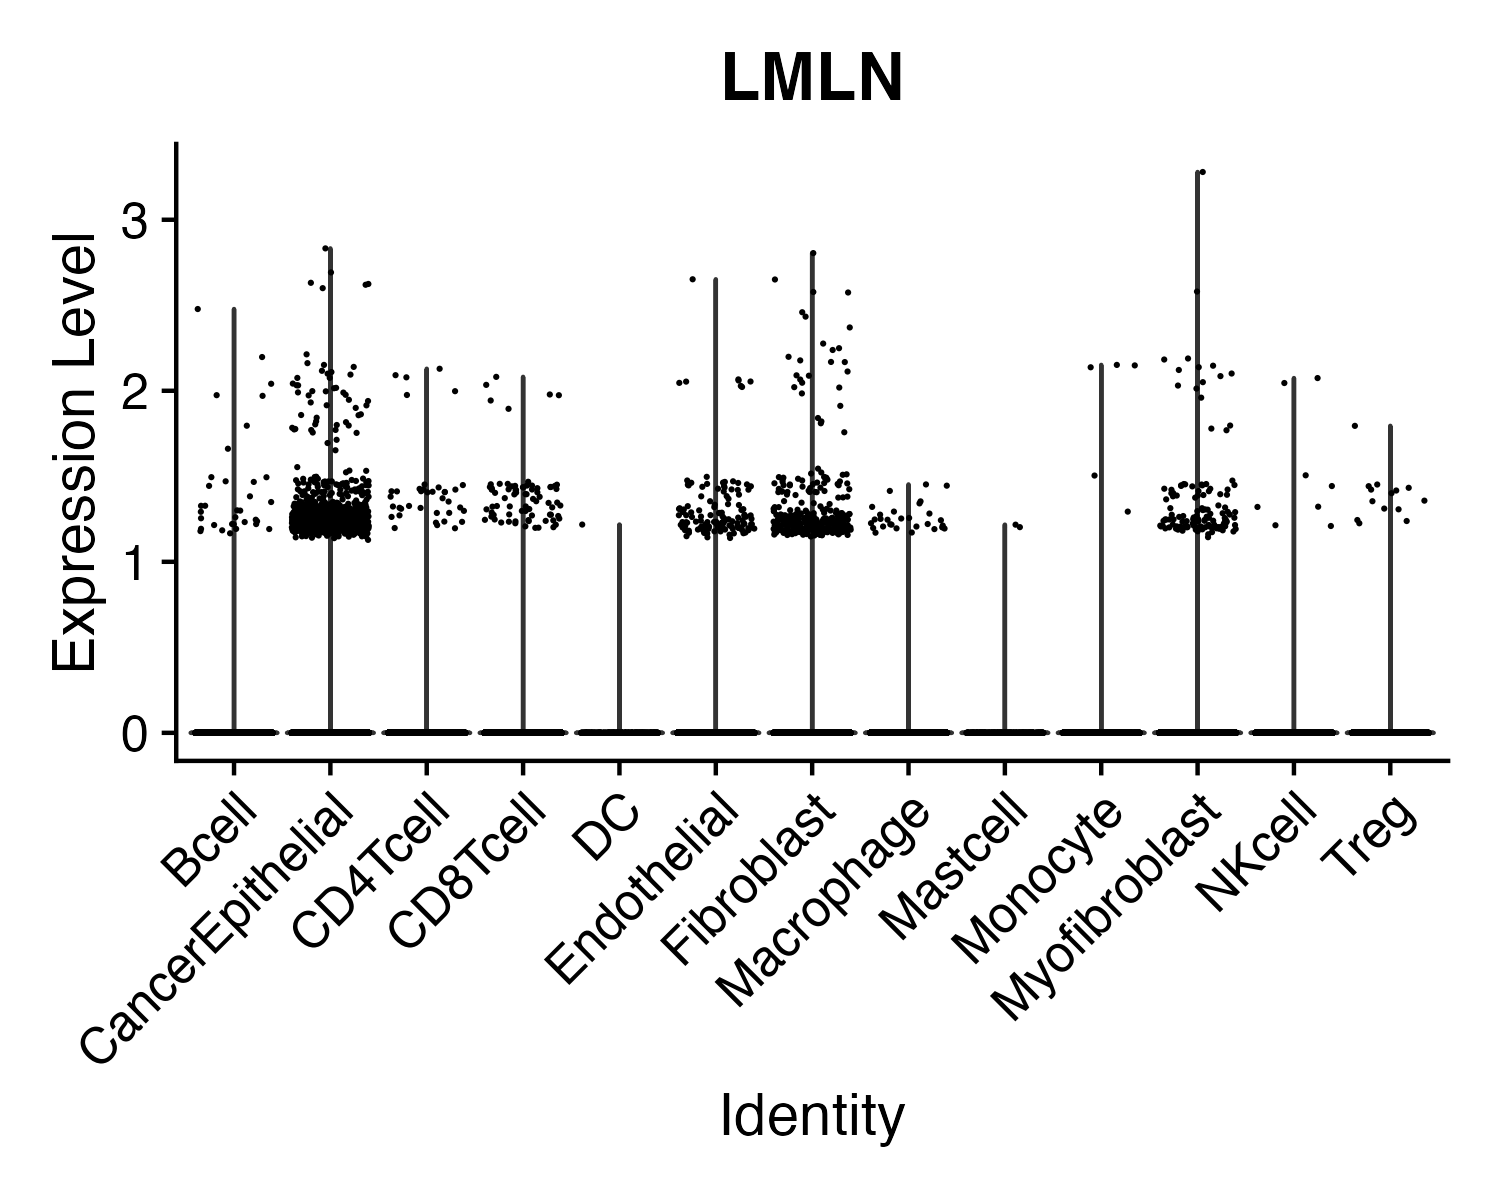 LMLN
Expression Level
3
2
1
0
Bcell
CancerEpithelial
CD4Tcell
CD8Tcell
DC
Endothelial
Fibroblast
Macrophage
Mastcell
Monocyte
Myofibroblast
NKcell
Treg
Identity